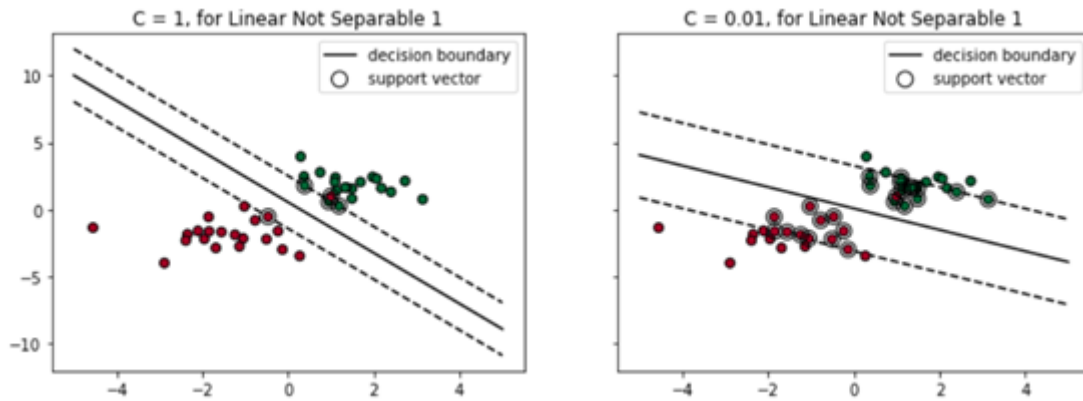 C = 1, for Linear Not Separable 1
decision boundary
support vector
10
5
0
−5
−10
−4
−2
0
2
4
C = 0.01, for Linear Not Separable 1
decision boundary
support vector
−4
−2
0
2
4